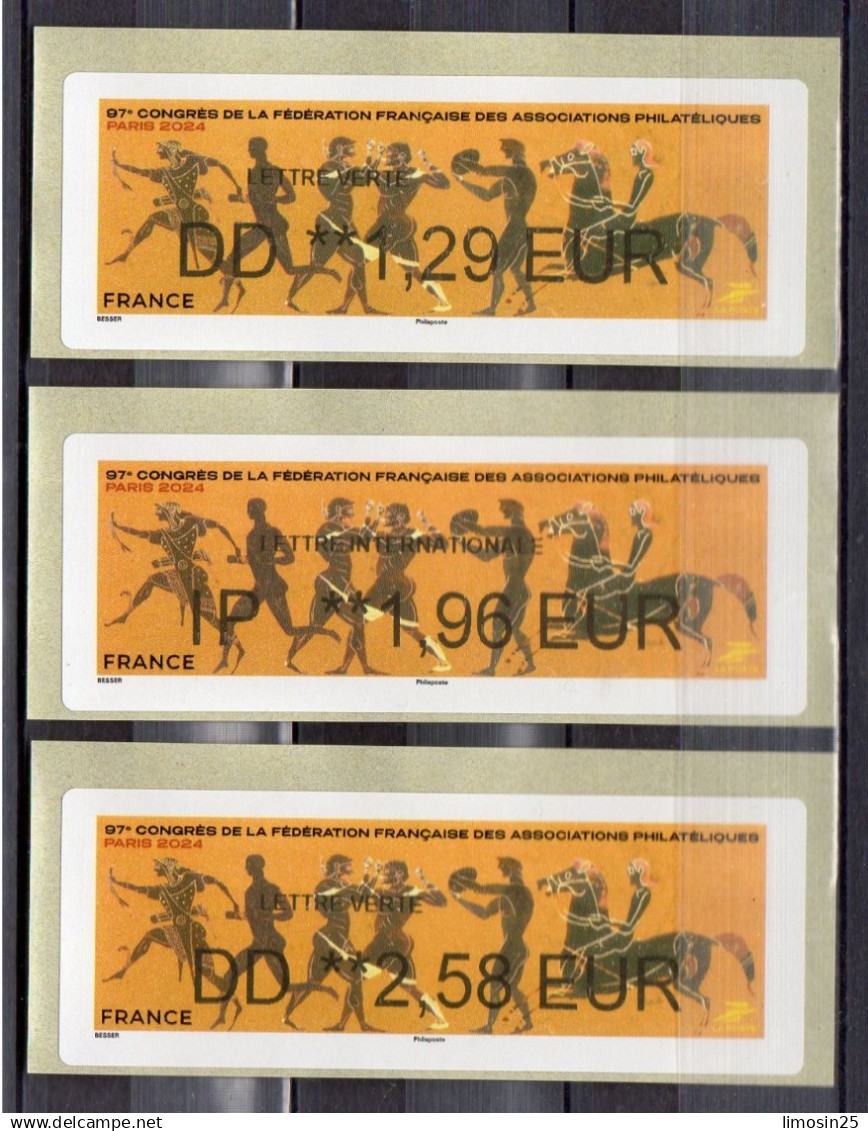 97e CONGRÈS DE LA FÉDÉRATION FRANÇAISE DES ASSOCIATIONS PHILATÉLIQUES
PARIS 2024
LETTRE VERTE
DD **1,29 EUR
FRANCE
BESSER
Philaposte
97e CONGRÈS DE LA FÉDÉRATION FRANÇAISE DES ASSOCIATIONS PHILATÉLIQUES
PARIS 2024
LETTRE INTERNATIONALE
IP **1,96 EUR
FRANCE
BESSER
Philaposte
97e CONGRÈS DE LA FÉDÉRATION FRANÇAISE DES ASSOCIATIONS PHILATÉLIQUES
PARIS 2024
LETTRE VERTE
DD **2,58 EUR
FRANCE
BESSER
Philaposte
limosin25